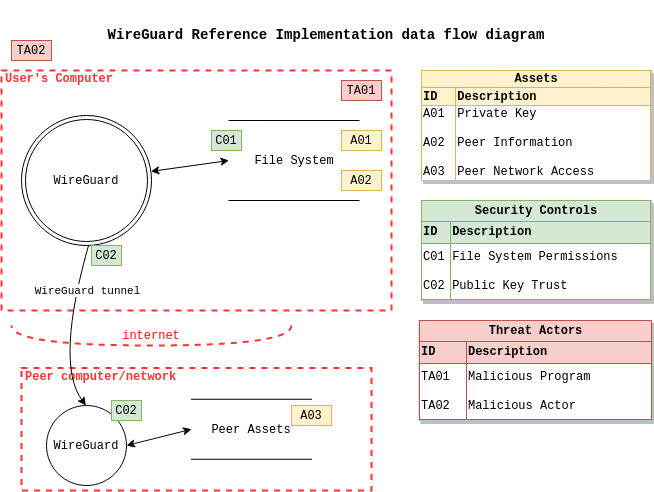 WireGuard Reference Implementation data flow diagram
TA02
User's Computer
TA01
C01
A01
File System
WireGuard
A02
C02
WireGuard tunnel
internet
Peer computer/network
C02
A03
Peer Assets
WireGuard
Assets
ID Description
A01 Private Key
A02 Peer Information
A03 Peer Network Access
Security Controls
ID Description
C01 File System Permissions
C02 Public Key Trust
Threat Actors
ID Description
TA01 Malicious Program
TA02 Malicious Actor